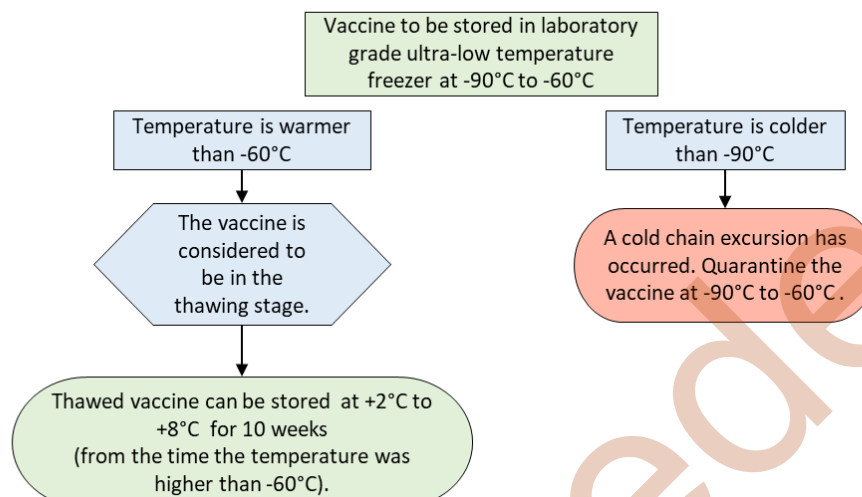 Vaccine to be stored in laboratory
grade ultra-low temperature
freezer at -90°C to -60°C
Temperature is warmer
than -60°C
Temperature is colder
than -90°C
The vaccine is
considered to
be in the
thawing stage.
A cold chain excursion has
occurred. Quarantine the
vaccine at -90°C to -60°C .
Thawed vaccine can be stored at +2°C to
+8°C for 10 weeks
(from the time the temperature was
higher than -60°C).